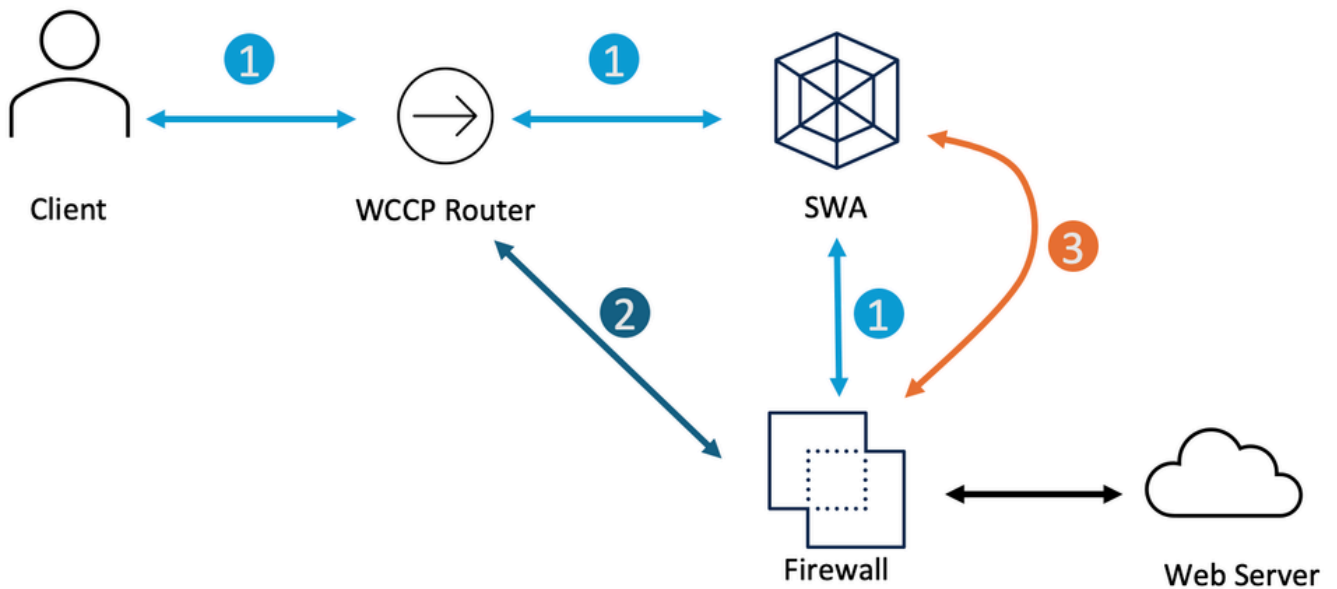 1
1
Client
WCCP Router
SWA
3
2
1
Firewall
Web Server